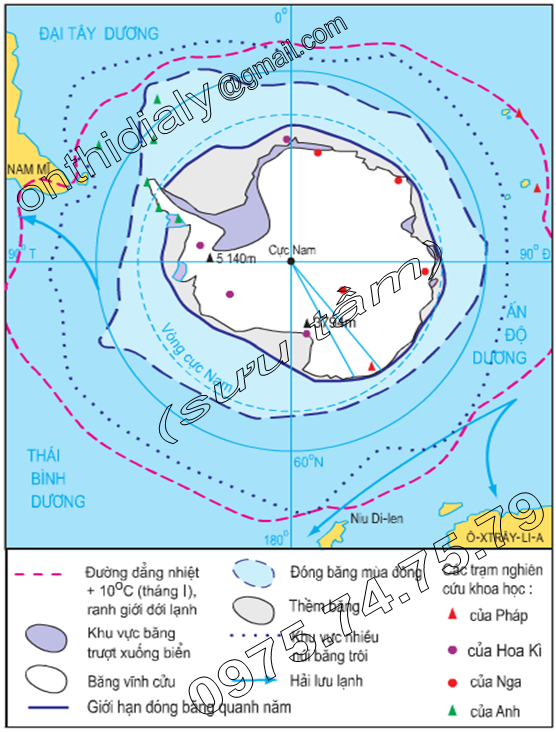 0°
ĐẠI TÂY DƯƠNG
onthidialy@gmail.com
NAM MĨ
90° T
Cực Nam
90° Đ
5 140m
3794m
Vòng cực Nam
(sưu tầm)
ẤN
ĐỘ
DƯƠNG
THÁI
BÌNH
DƯƠNG
60°N
180°
Niu Di-len
Ô-XTRÂY-LI-A
0975.74.75.79
Đường đẳng nhiệt
+ 10°C (tháng I),
ranh giới đới lạnh
Khu vực băng
trượt xuống biển
Băng vĩnh cửu
Giới hạn đóng băng quanh năm
Đóng băng mùa đông
Thềm băng
Khu vực nhiều
núi băng trôi
Hải lưu lạnh
Các trạm nghiên
cứu khoa học :
của Pháp
của Hoa Kì
của Nga
của Anh